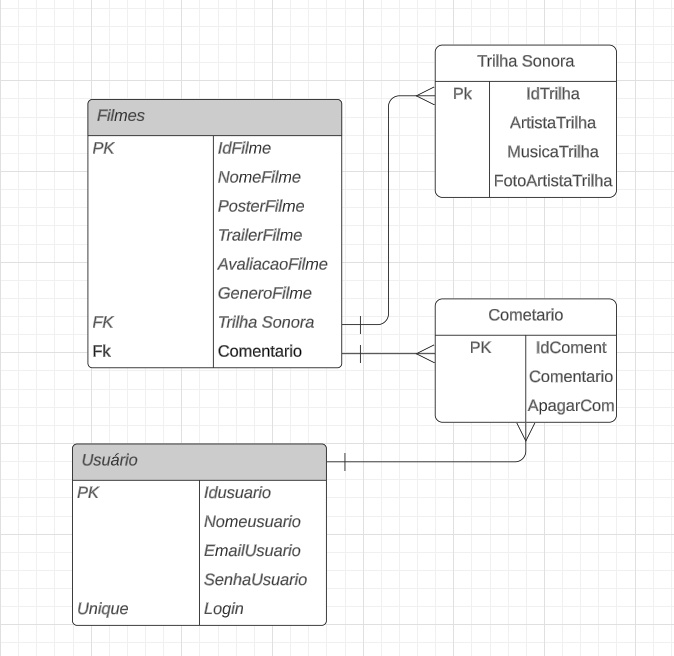 Trilha Sonora
Pk IdTrilha
ArtistaTrilha
MusicaTrilha
FotoArtistaTrilha
Filmes
PK IdFilme
NomeFilme
PosterFilme
TrailerFilme
AvaliacaoFilme
GeneroFilme
FK Trilha Sonora
Fk Comentario
Cometario
PK IdComent
Comentario
ApagarCom
Usuário
PK Idusuario
Nomeusuario
EmailUsuario
SenhaUsuario
Unique Login